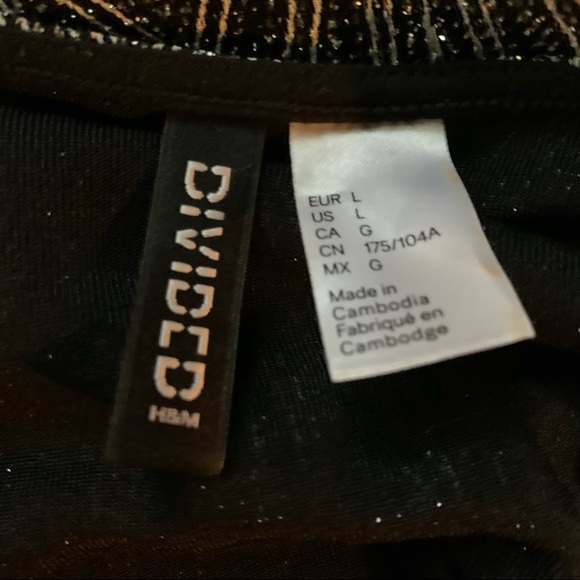 DIVIDED
H&M
EUR L
US L
CA G
CN 175/104A
MX G
Made in
Cambodia
Fabriqué en
Cambodge